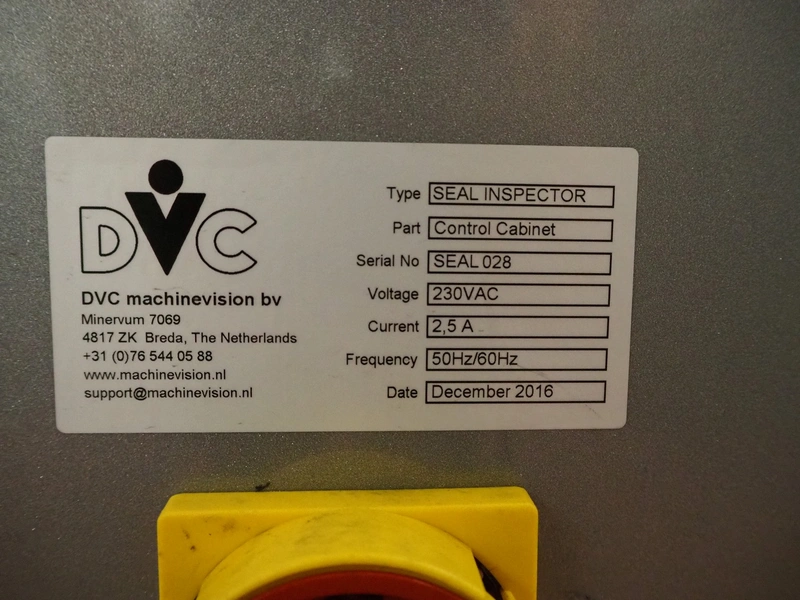 DVC
DVC machinevision bv
Minervum 7069
4817 ZK Breda, The Netherlands
+31 (0)76 544 05 88
www.machinevision.nl
support@machinevision.nl
Type SEAL INSPECTOR
Part Control Cabinet
Serial No SEAL 028
Voltage 230VAC
Current 2,5 A
Frequency 50Hz/60Hz
Date December 2016